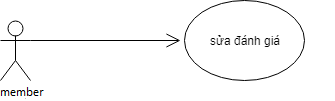 sửa đánh giá
member